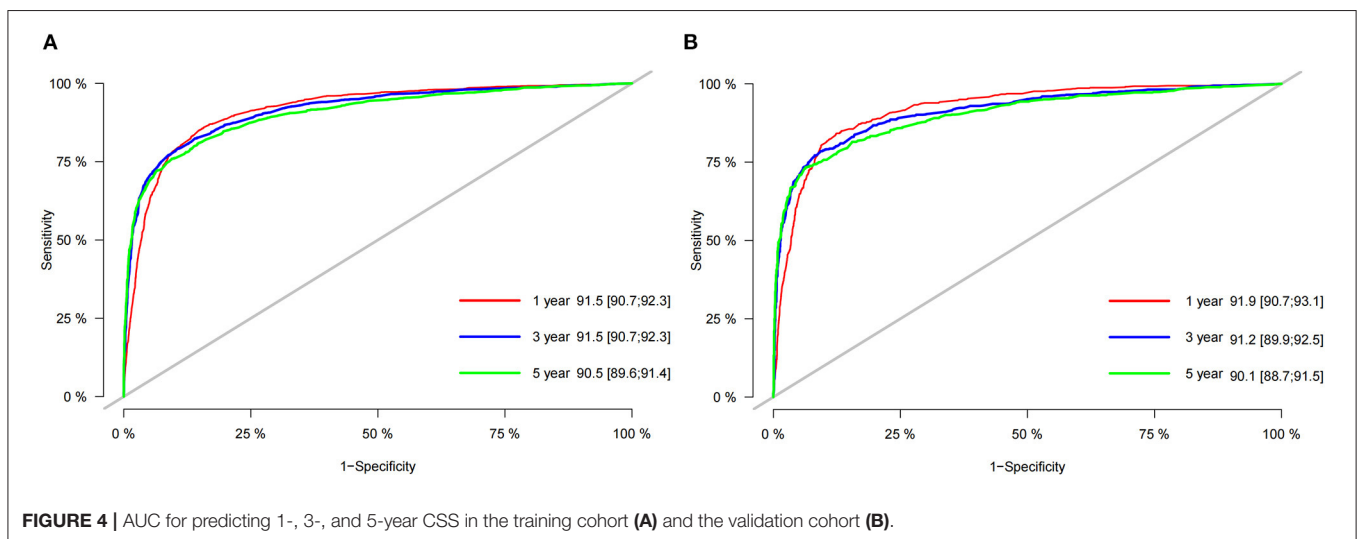 A
100 %
75 %
50 %
25 %
0 %
Sensitivity
1 year 91.5 [90.7;92.3]
3 year 91.5 [90.7;92.3]
5 year 90.5 [89.6;91.4]
0 %
25 %
50 %
75 %
100 %
1−Specificity
B
100 %
75 %
50 %
25 %
0 %
Sensitivity
1 year 91.9 [90.7;93.1]
3 year 91.2 [89.9;92.5]
5 year 90.1 [88.7;91.5]
0 %
25 %
50 %
75 %
100 %
1−Specificity
FIGURE 4 | AUC for predicting 1-, 3-, and 5-year CSS in the training cohort (A) and the validation cohort (B).